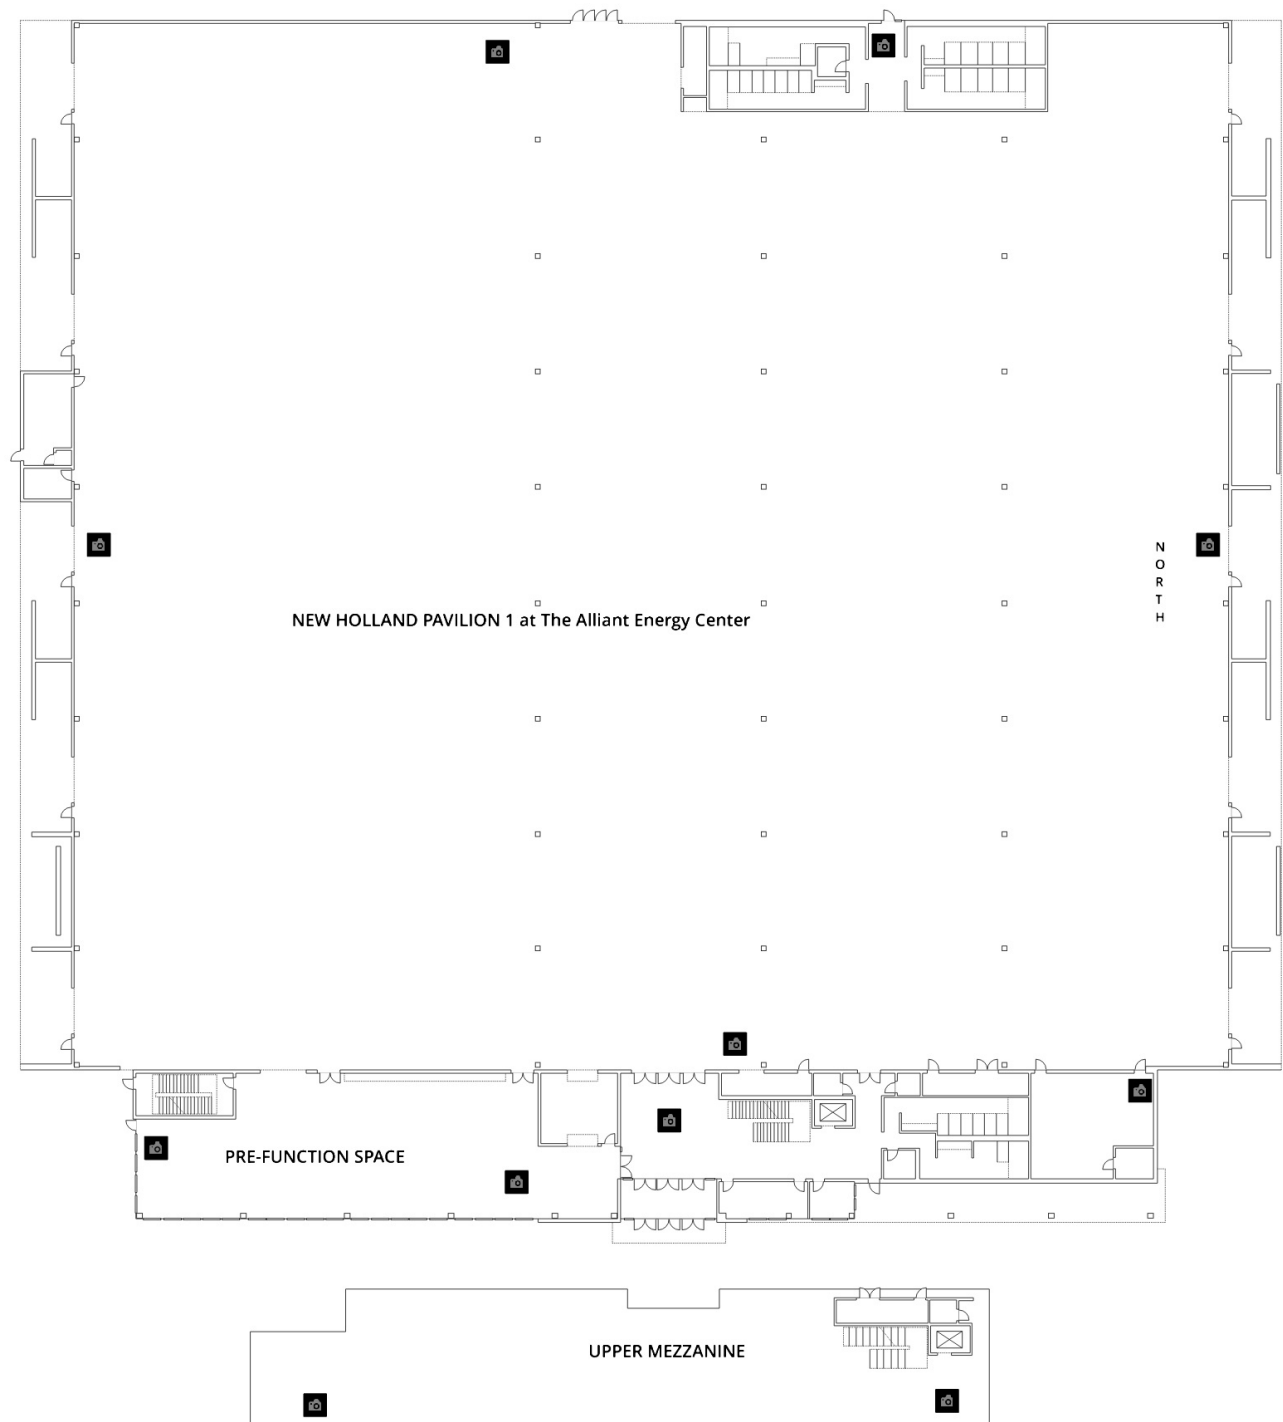 N
O
R
T
H
NEW HOLLAND PAVILION 1 at The Alliant Energy Center
PRE-FUNCTION SPACE
UPPER MEZZANINE